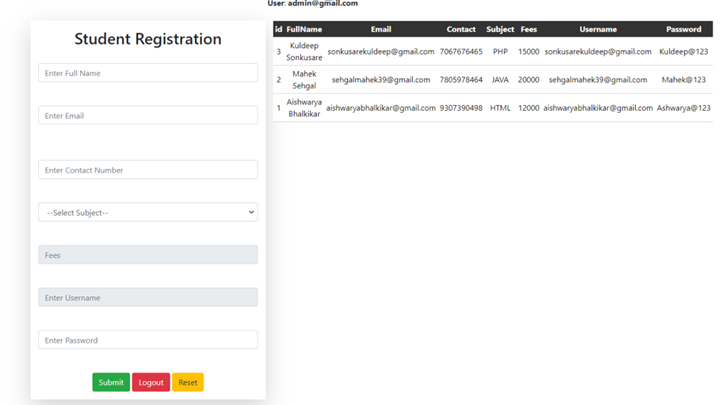 User: admin@gmail.com
Student Registration
Enter Full Name
Enter Email
Enter Contact Number
--Select Subject--
Fees
Enter Username
Enter Password
Submit Logout Reset
id FullName Email Contact Subject Fees Username Password
3 Kuldeep Sonkusare sonkusarekuldeep@gmail.com 7067676465 PHP 15000 sonkusarekuldeep@gmail.com Kuldeep@123
2 Mahek Sehgal sehgalmahek39@gmail.com 7805978464 JAVA 20000 sehgalmahek39@gmail.com Mahek@123
1 Aishwarya Bhalkikar aishwaryabhalkikar@gmail.com 9307390498 HTML 12000 aishwaryabhalkikar@gmail.com Ashwarya@123